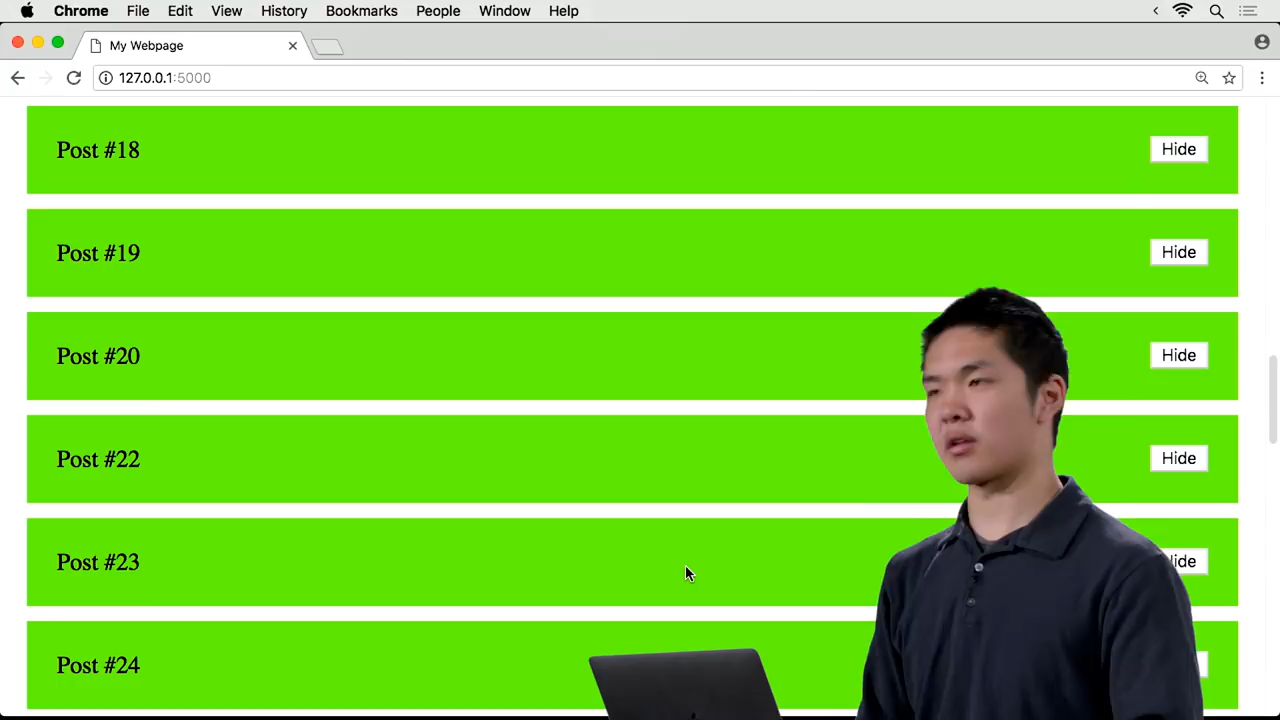 Chrome File Edit View History Bookmarks People Window Help
My Webpage
127.0.0.1:5000
Post #18 Hide
Post #19 Hide
Post #20 Hide
Post #22 Hide
Post #23 Hide
Post #24